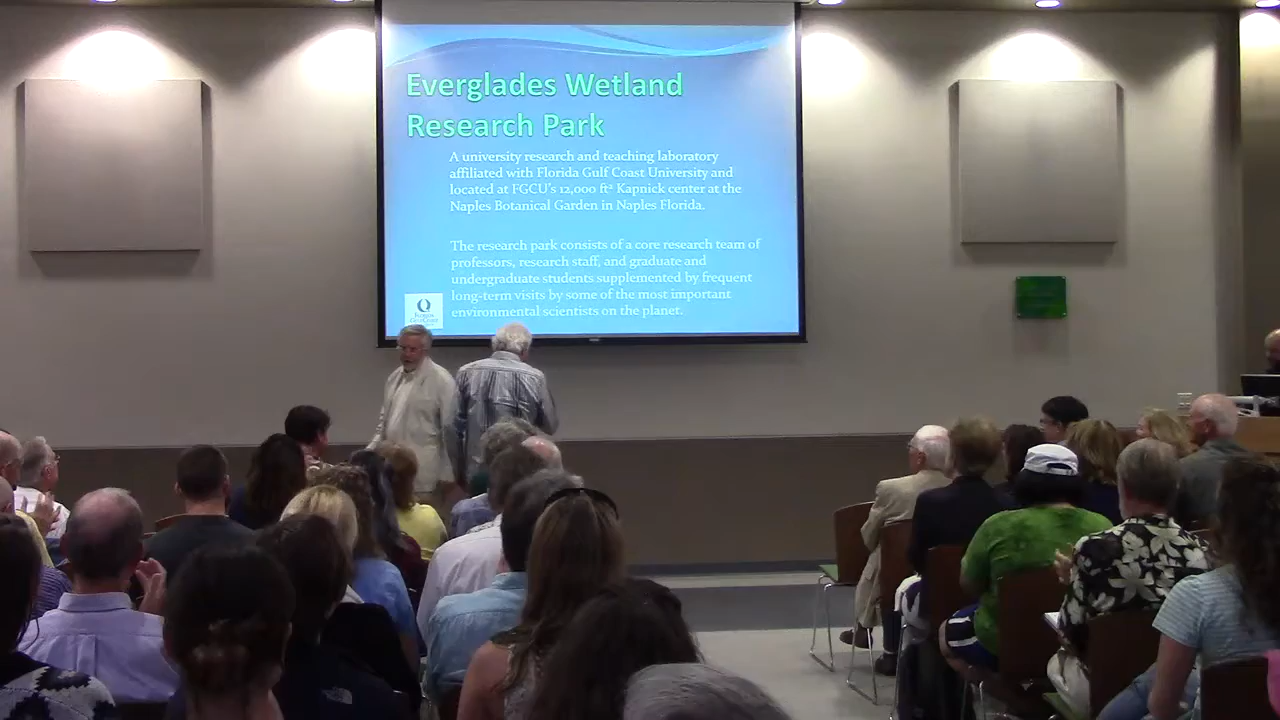 Everglades Wetland
Research Park
A university research and teaching laboratory
affiliated with Florida Gulf Coast University and
located at FGCU's 12,000 ft² Kapnick center at the
Naples Botanical Garden in Naples Florida.
The research park consists of a core research team of
professors, research staff, and graduate and
undergraduate students supplemented by frequent
long-term visits by some of the most important
environmental scientists on the planet.